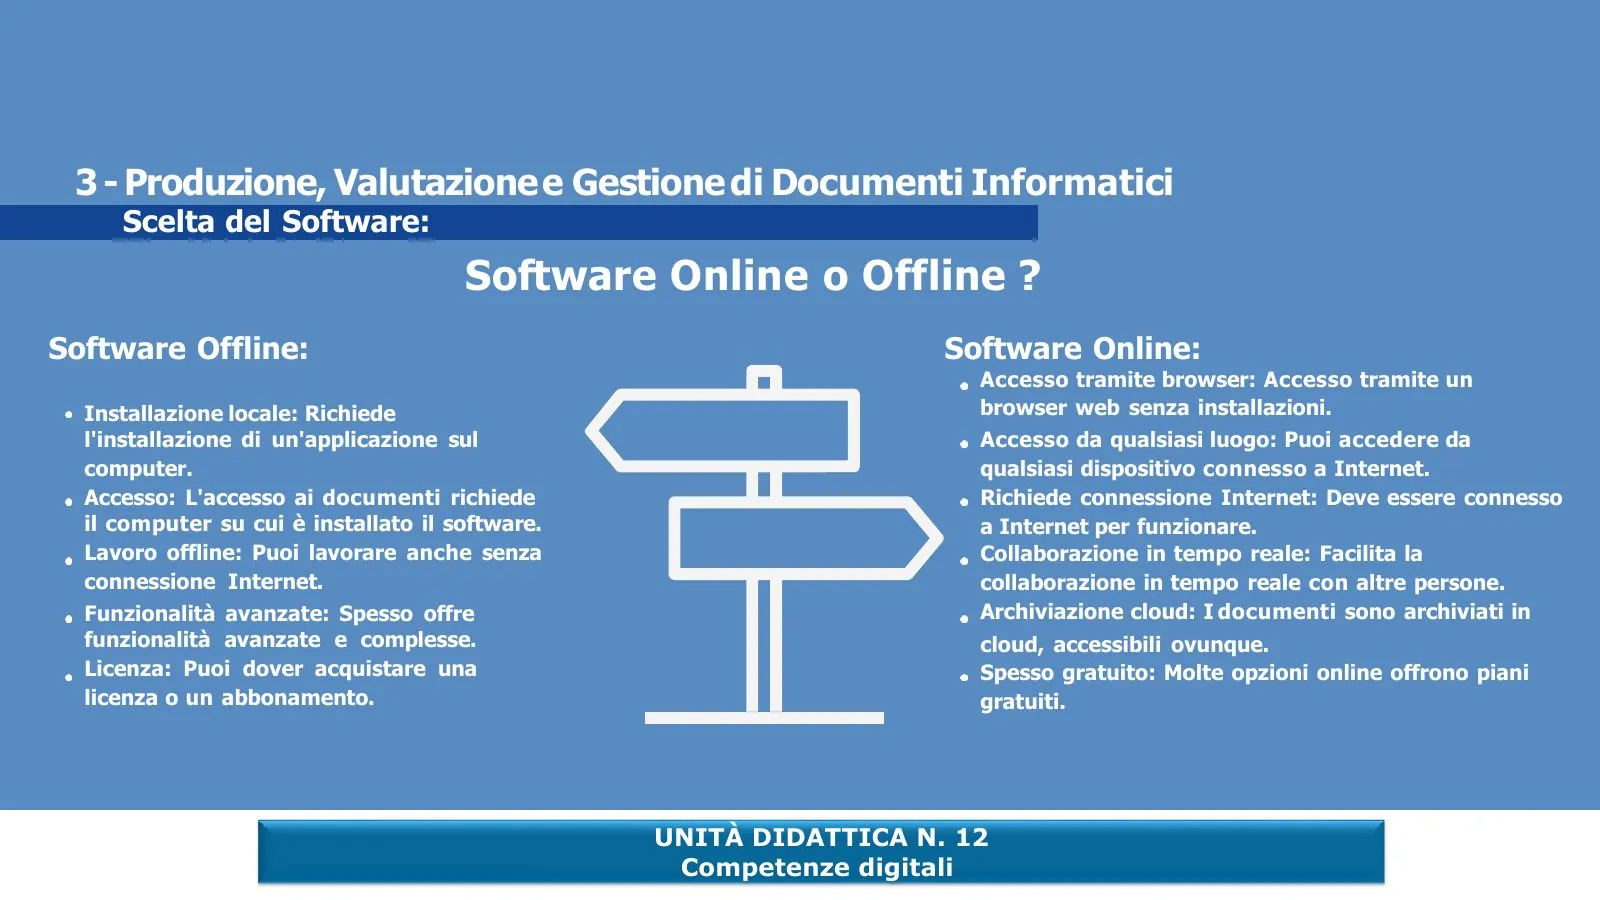 3 - Produzione, Valutazione e Gestione di Documenti Informatici
Scelta del Software:
Software Online o Offline ?
Software Offline:
• Installazione locale: Richiede
l'installazione di un'applicazione sul
computer.
• Accesso: L'accesso ai documenti richiede
il computer su cui è installato il software.
• Lavoro offline: Puoi lavorare anche senza
connessione Internet.
• Funzionalità avanzate: Spesso offre
funzionalità avanzate e complesse.
• Licenza: Puoi dover acquistare una
licenza o un abbonamento.
Software Online:
• Accesso tramite browser: Accesso tramite un
browser web senza installazioni.
• Accesso da qualsiasi luogo: Puoi accedere da
qualsiasi dispositivo connesso a Internet.
• Richiede connessione Internet: Deve essere connesso
a Internet per funzionare.
• Collaborazione in tempo reale: Facilita la
collaborazione in tempo reale con altre persone.
• Archiviazione cloud: I documenti sono archiviati in
cloud, accessibili ovunque.
• Spesso gratuito: Molte opzioni online offrono piani
gratuiti.
UNITÀ DIDATTICA N. 12
Competenze digitali